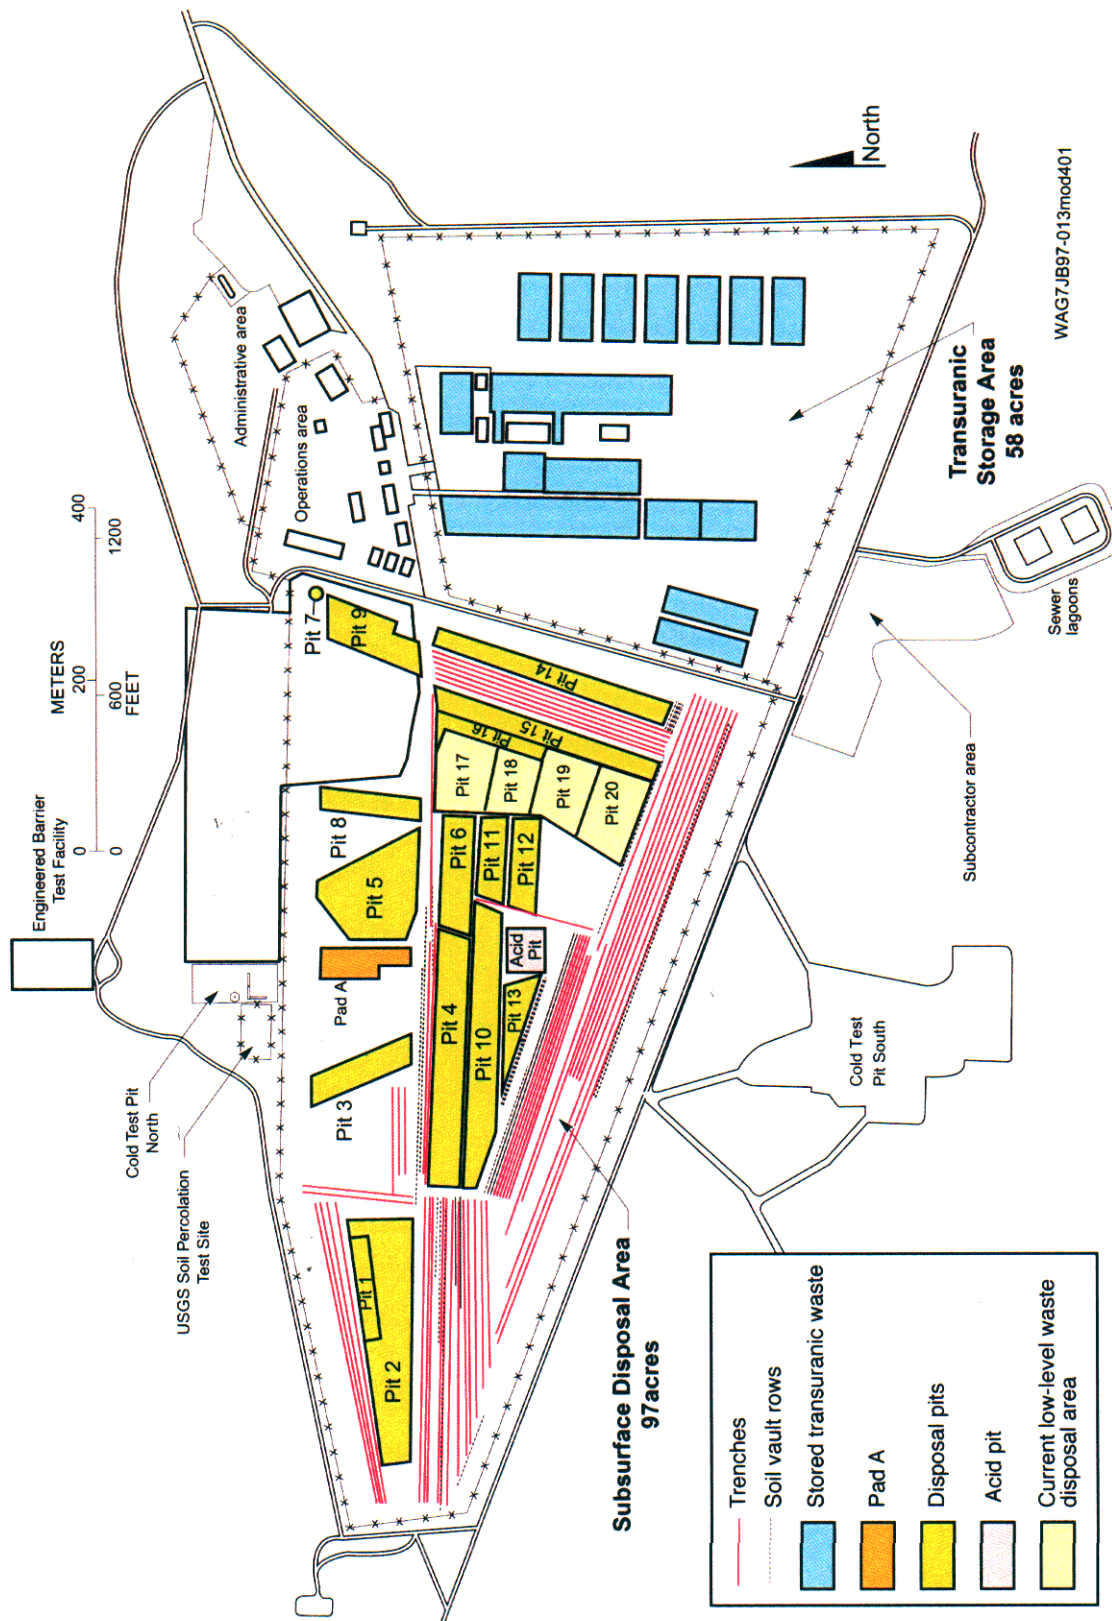 Engineered Barrier
Test Facility
METERS
0
200
400
0
600
1200
FEET
Cold Test Pit
North
USGS Soil Percolation
Test Site
Administrative area
Operations area
Pit 1
Pit 2
Pit 3
Pad A
Pit 5
Pit 8
Pit 7
Pit 9
Pit 4
Pit 10
Pit 6
Pit 11
Pit 12
Acid
Pit
Pit 13
Pit 17
Pit 18
Pit 19
Pit 20
Pit 16
Pit 15
Pit 14
North
Subsurface Disposal Area
97acres
Transuranic
Storage Area
58 acres
Cold Test
Pit South
Subcontractor area
Sewer
lagoons
Trenches
Soil vault rows
Stored transuranic waste
Pad A
Disposal pits
Acid pit
Current low-level waste
disposal area
WAG7JB97-013mod401